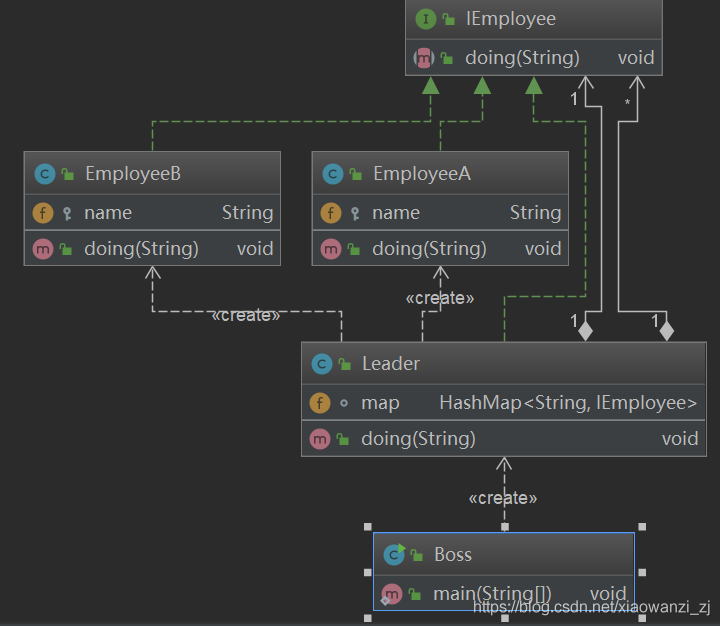 IEmployee
doing(String) void
1 *
EmployeeB
name String
doing(String) void
EmployeeA
name String
doing(String) void
«create»
«create»
1 1
Leader
map HashMap<String, IEmployee>
doing(String) void
«create»
Boss
main(String[]) void
https://blog.csdn.net/xiaowanzi_zj